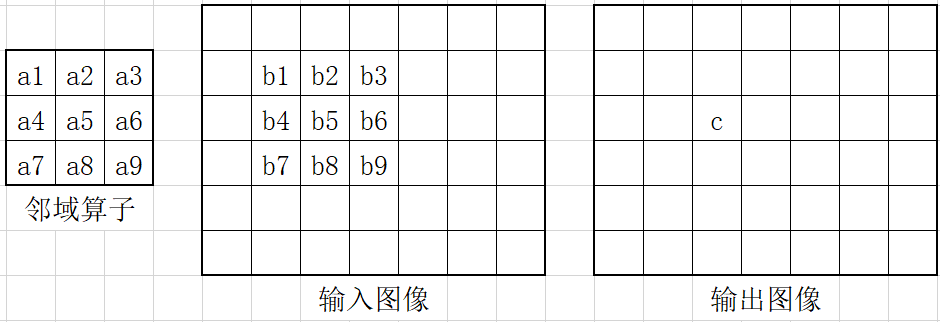 a1 a2 a3
a4 a5 a6
a7 a8 a9
邻域算子
b1 b2 b3
b4 b5 b6
b7 b8 b9
输入图像
c
输出图像